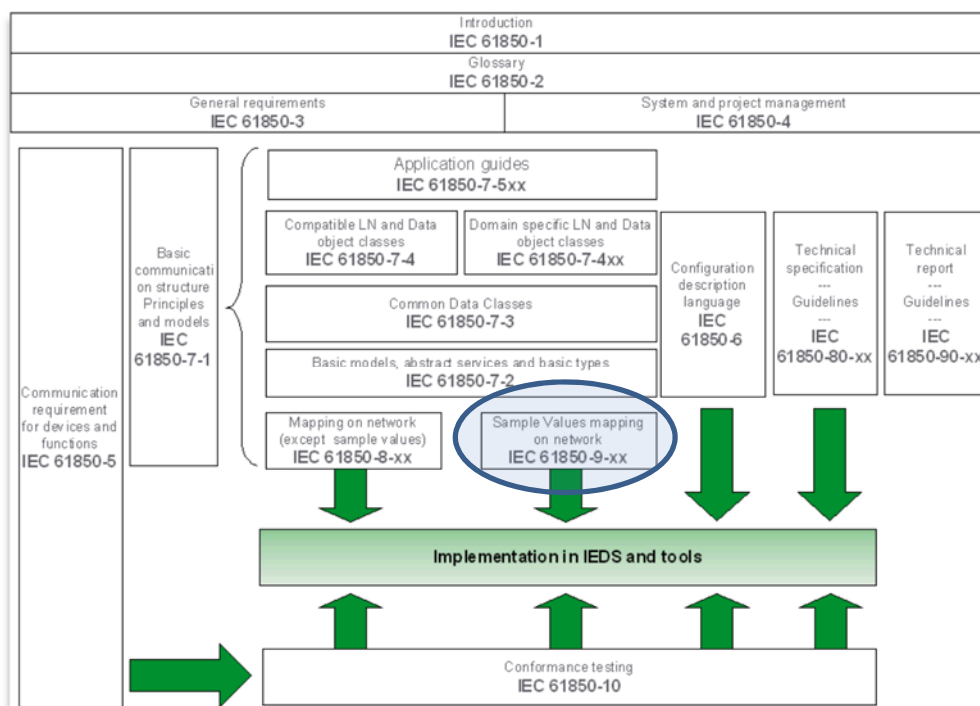 Introduction
IEC 61850-1
Glossary
IEC 61850-2
General requirements
IEC 61850-3
System and project management
IEC 61850-4
Communication
requirement
for devices and
functions
IEC 61850-5
Basic
communicati
on structure
Principles
and models
IEC
61850-7-1
Application guides
IEC 61850-7-5xx
Compatible LN and Data
object classes
IEC 61850-7-4
Domain specific LN and Data
object classes
IEC 61850-7-4xx
Common Data Classes
IEC 61850-7-3
Basic models, abstract services and basic types
IEC 61850-7-2
Mapping on network
(except sample values)
IEC 61850-8-xx
Sample Values mapping
on network
IEC 61850-9-xx
Configuration
description
language
IEC
61850-6
Technical
specification
---
Guidelines
---
IEC
61850-80-xx
Technical
report
---
Guidelines
---
IEC
61850-90-xx
Implementation in IEDS and tools
Conformance testing
IEC 61850-10